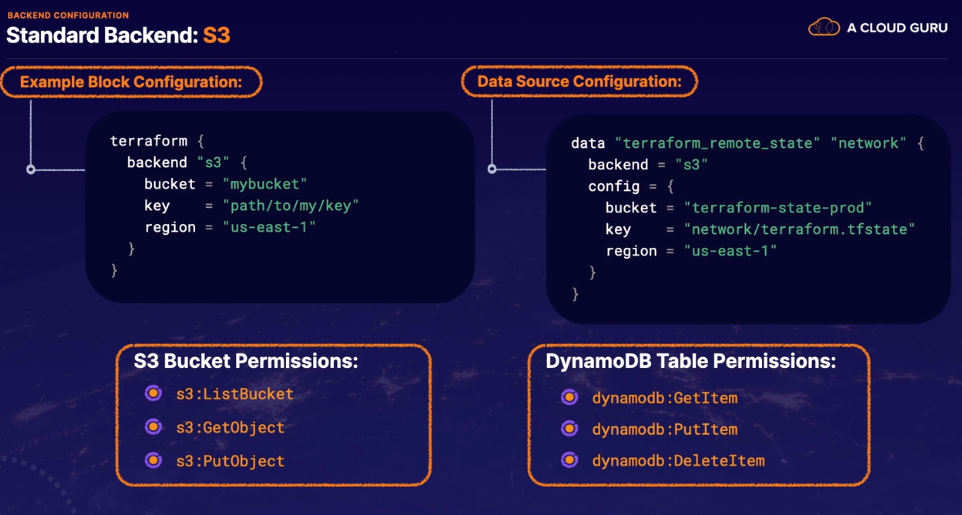 BACKEND CONFIGURATION
Standard Backend: S3
A CLOUD GURU
Example Block Configuration:
terraform {
  backend "s3" {
    bucket = "mybucket"
    key    = "path/to/my/key"
    region = "us-east-1"
  }
}
Data Source Configuration:
data "terraform_remote_state" "network" {
  backend = "s3"
  config = {
    bucket = "terraform-state-prod"
    key    = "network/terraform.tfstate"
    region = "us-east-1"
  }
}
S3 Bucket Permissions:
s3:ListBucket
s3:GetObject
s3:PutObject
DynamoDB Table Permissions:
dynamodb:GetItem
dynamodb:PutItem
dynamodb:DeleteItem